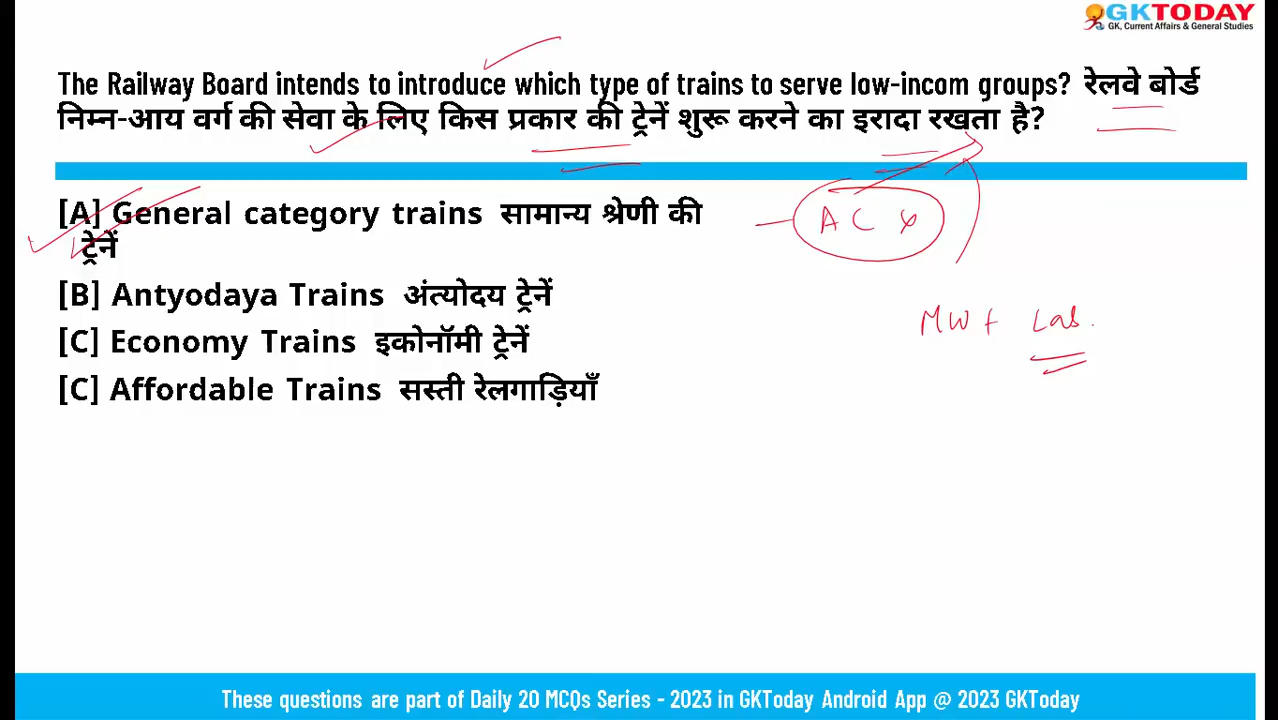 GKTODAY
GK, Current Affairs & General Studies
The Railway Board intends to introduce which type of trains to serve low-incom groups? रेलवे बोर्ड
निम्न-आय वर्ग की सेवा के लिए किस प्रकार की ट्रेनें शुरू करने का इरादा रखता है?
[A] General category trains सामान्य श्रेणी की
ट्रेनें
A C
[B] Antyodaya Trains अंत्योदय ट्रेनें
MW + Lab.
[C] Economy Trains इकोनॉमी ट्रेनें
[C] Affordable Trains सस्ती रेलगाड़ियाँ
These questions are part of Daily 20 MCQs Series - 2023 in GKToday Android App @ 2023 GKToday